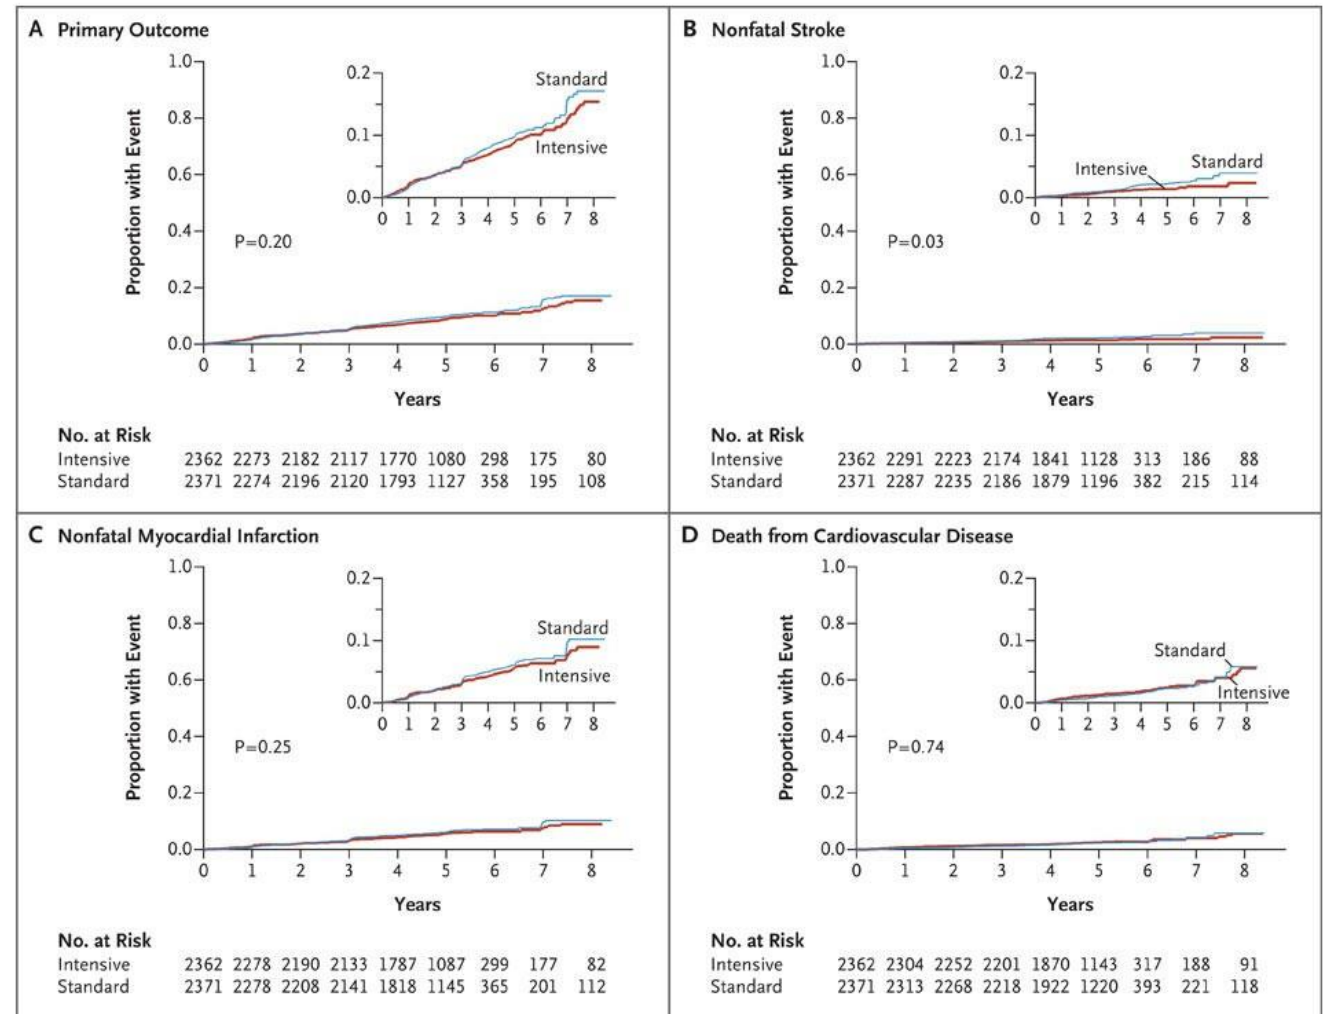 A Primary Outcome
1.0
0.8
0.6
0.4
0.2
0.0
Proportion with Event
0.2
0.1
0.0
Standard
Intensive
0 1 2 3 4 5 6 7 8
P=0.20
0 1 2 3 4 5 6 7 8
Years
No. at Risk
Intensive 2362 2273 2182 2117 1770 1080 298 175 80
Standard 2371 2274 2196 2120 1793 1127 358 195 108
B Nonfatal Stroke
1.0
0.8
0.6
0.4
0.2
0.0
Proportion with Event
0.2
0.1
0.0
Intensive
Standard
0 1 2 3 4 5 6 7 8
P=0.03
0 1 2 3 4 5 6 7 8
Years
No. at Risk
Intensive 2362 2291 2223 2174 1841 1128 313 186 88
Standard 2371 2287 2235 2186 1879 1196 382 215 114
C Nonfatal Myocardial Infarction
1.0
0.8
0.6
0.4
0.2
0.0
Proportion with Event
0.2
0.1
0.0
Standard
Intensive
0 1 2 3 4 5 6 7 8
P=0.25
0 1 2 3 4 5 6 7 8
Years
No. at Risk
Intensive 2362 2278 2190 2133 1787 1087 299 177 82
Standard 2371 2278 2208 2141 1818 1145 365 201 112
D Death from Cardiovascular Disease
1.0
0.8
0.6
0.4
0.2
0.0
Proportion with Event
0.2
0.1
0.0
Standard
Intensive
0 1 2 3 4 5 6 7 8
P=0.74
0 1 2 3 4 5 6 7 8
Years
No. at Risk
Intensive 2362 2304 2252 2201 1870 1143 317 188 91
Standard 2371 2313 2268 2218 1922 1220 393 221 118